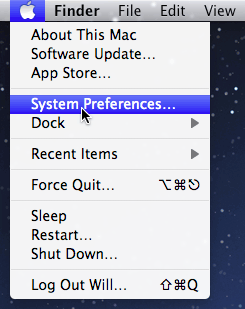 Finder File Edit View
About This Mac
Software Update...
App Store...
System Preferences...
Dock
Recent Items
Force Quit... ⌥⌘⎋
Sleep
Restart...
Shut Down...
Log Out Will... ⇧⌘Q